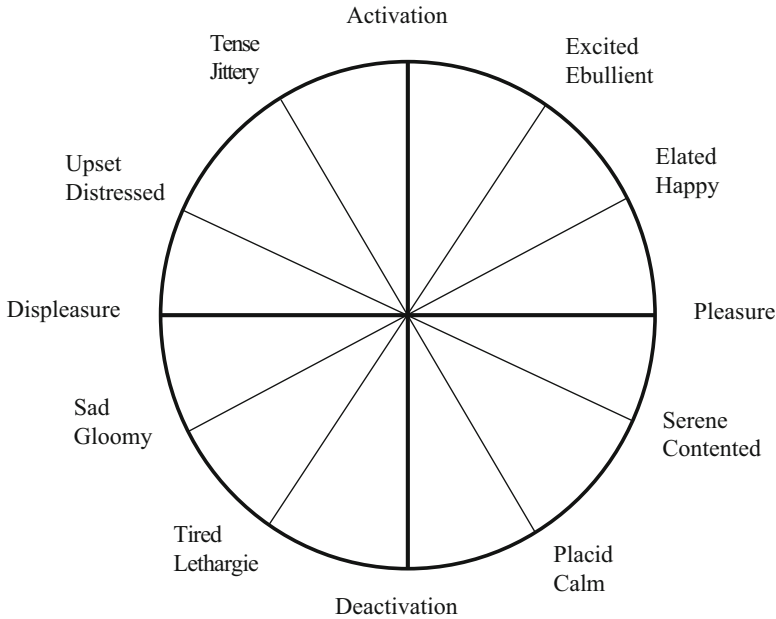 Activation
Tense
Jittery
Excited
Ebullient
Upset
Distressed
Elated
Happy
Displeasure
Pleasure
Sad
Gloomy
Serene
Contented
Tired
Lethargie
Placid
Calm
Deactivation